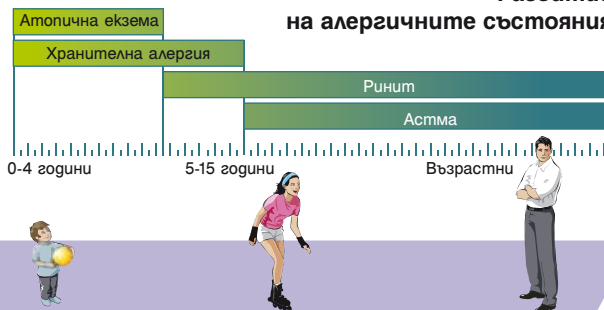 на алергичните състояния
Атопична екзема
Хранителна алергия
Ринит
Астма
0-4 години
5-15 години
Възрастни